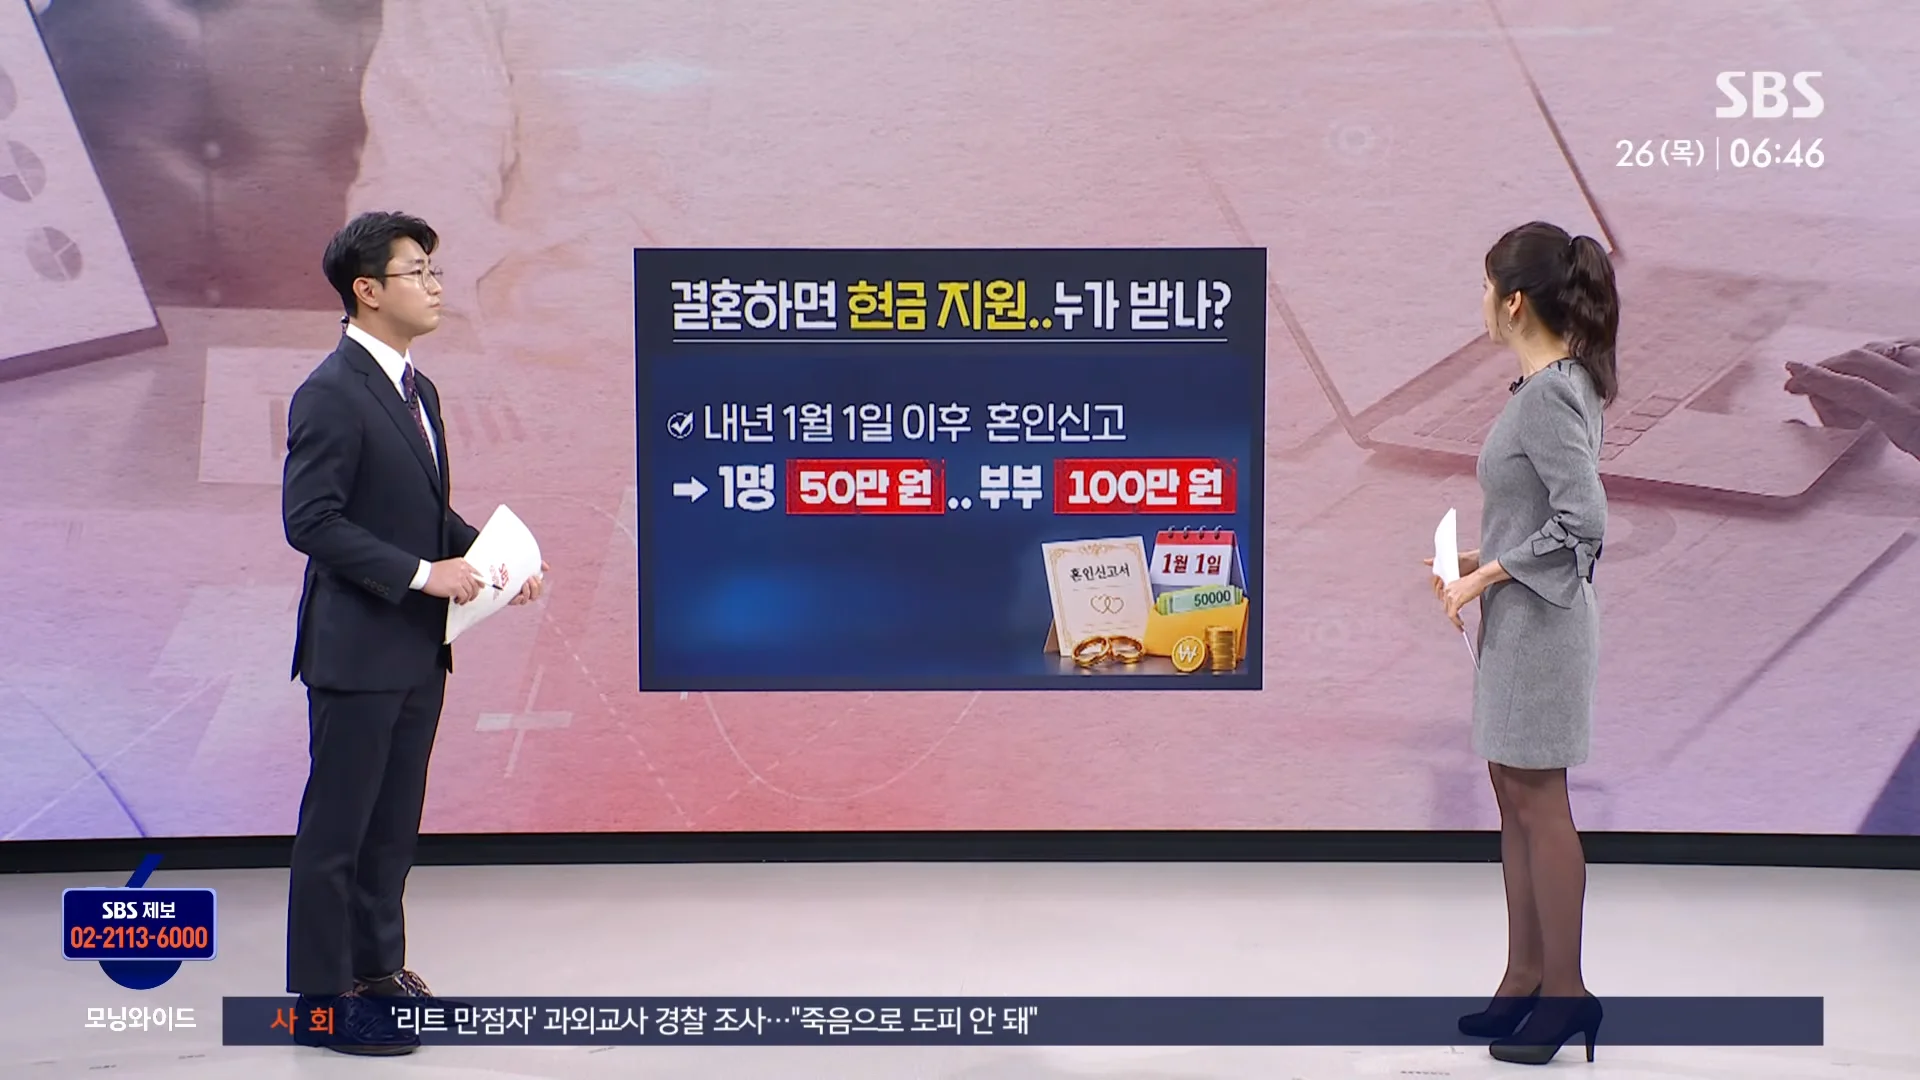 SBS
26(목) | 06:46
결혼하면 현금 지원..누가 받나?
내년 1월 1일 이후 혼인신고
➡ 1명 50만 원..부부 100만 원
혼인신고서
1월 1일
50000
SBS 제보
02-2113-6000
모닝와이드
사회 '리트 만점자' 과외교사 경찰 조사…"죽음으로 도피 안 돼"